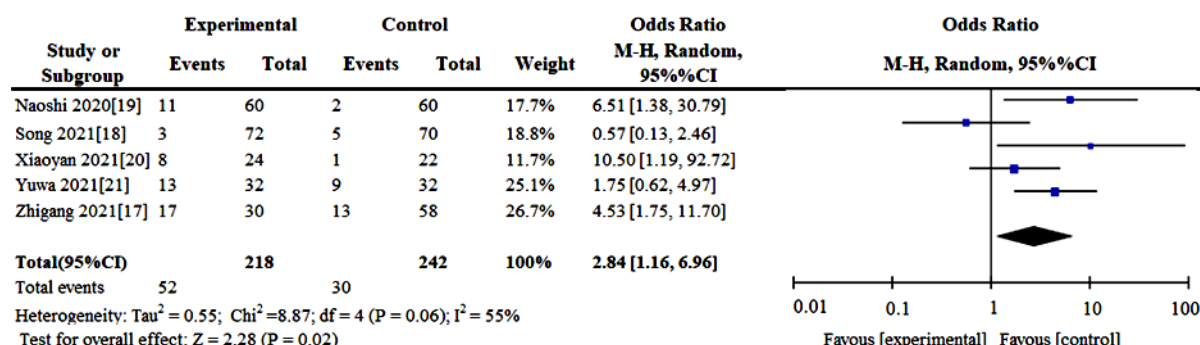 Experimental Control Odds Ratio Odds Ratio
Study or Subgroup Events Total Events Total Weight M-H, Random, 95%%CI M-H, Random, 95%%CI
Naoshi 2020[19] 11 60 2 60 17.7% 6.51 [1.38, 30.79]
Song 2021[18] 3 72 5 70 18.8% 0.57 [0.13, 2.46]
Xiaoyan 2021[20] 8 24 1 22 11.7% 10.50 [1.19, 92.72]
Yuwa 2021[21] 13 32 9 32 25.1% 1.75 [0.62, 4.97]
Zhigang 2021[17] 17 30 13 58 26.7% 4.53 [1.75, 11.70]
Total(95%CI) 218 242 100% 2.84 [1.16, 6.96]
Total events 52 30
Heterogeneity: Tau² = 0.55; Chi² =8.87; df = 4 (P = 0.06); I² = 55%
Test for overall effect: Z = 2.28 (P = 0.02)
0.01 0.1 1 10 100
Favous [experimental] Favous [control]